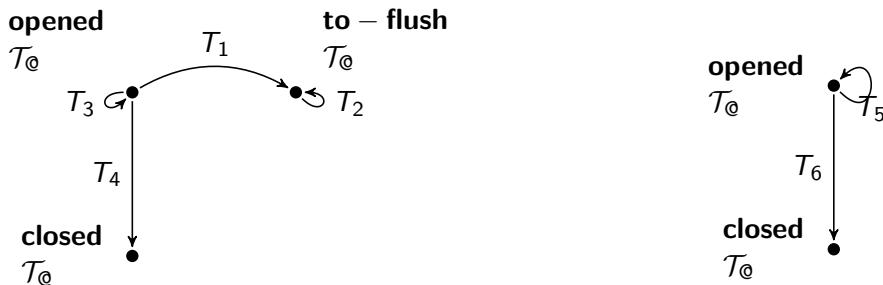 opened
𝒯@
T₁
to – flush
𝒯@
T₃
T₂
T₄
closed
𝒯@
opened
𝒯@
T₅
T₆
closed
𝒯@